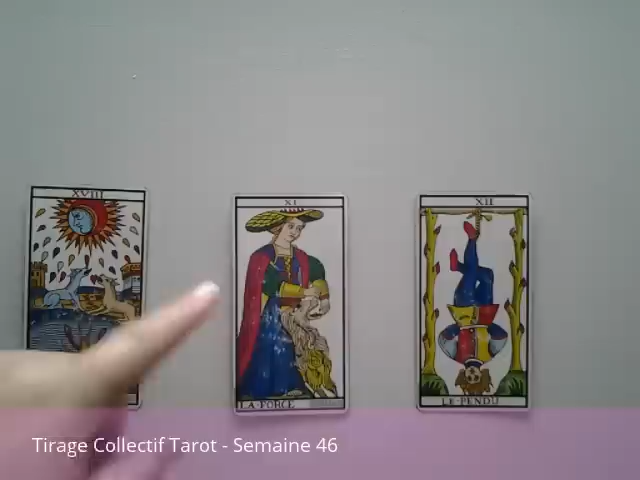 XVIII
XI
XII
LA·FORCE
LE·PENDU
Tirage Collectif Tarot - Semaine 46